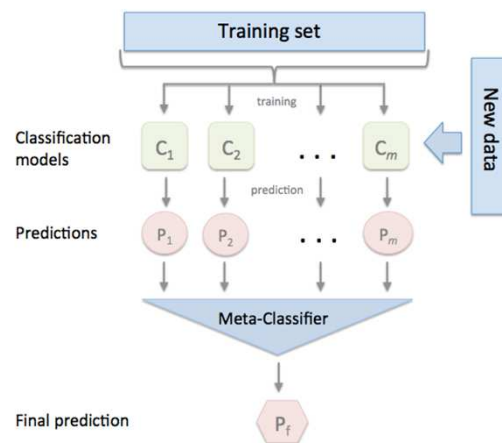 Training set
training
New data
Classification
models
C1 C2 . . . Cm
prediction
Predictions
P1 P2 . . . Pm
Meta-Classifier
Final prediction
Pf